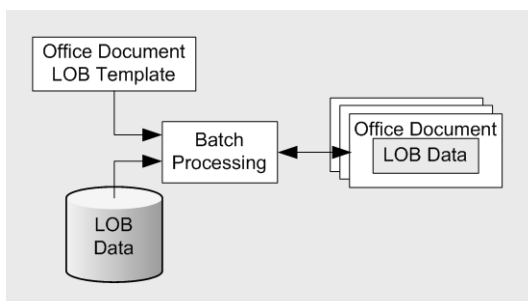 Office Document
LOB Template
Batch
Processing
Office Document
LOB Data
LOB
Data